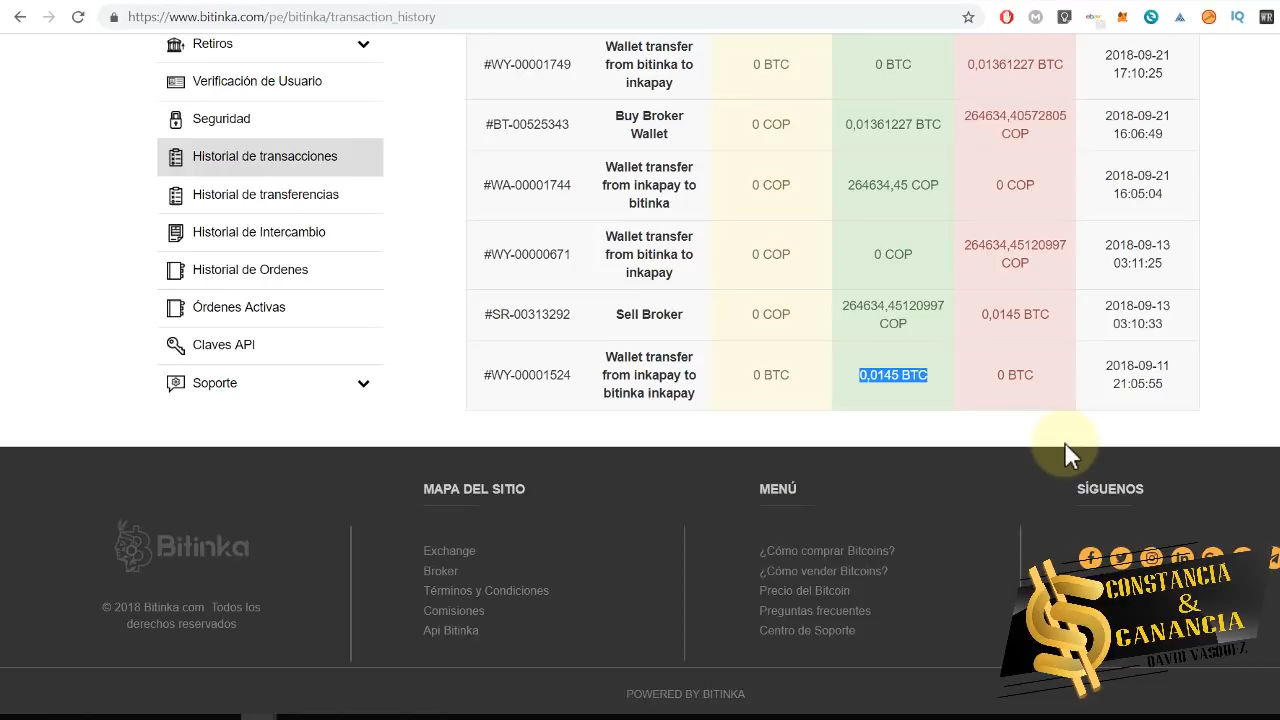 https://www.bitinka.com/pe/bitinka/transaction_history
Retiros
Verificación de Usuario
Seguridad
Historial de transacciones
Historial de transferencias
Historial de Intercambio
Historial de Ordenes
Órdenes Activas
Claves API
Soporte
#WY-00001749
Wallet transfer
from bitinka to
inkapay
0 BTC
0 BTC
0,01361227 BTC
2018-09-21
17:10:25
#BT-00525343
Buy Broker
Wallet
0 COP
0,01361227 BTC
264634,40572805
COP
2018-09-21
16:06:49
#WA-00001744
Wallet transfer
from inkapay to
bitinka
0 COP
264634,45 COP
0 COP
2018-09-21
16:05:04
#WY-00000671
Wallet transfer
from bitinka to
inkapay
0 COP
0 COP
264634,45120997
COP
2018-09-13
03:11:25
#SR-00313292
Sell Broker
0 COP
264634,45120997
COP
0,0145 BTC
2018-09-13
03:10:33
#WY-00001524
Wallet transfer
from inkapay to
bitinka inkapay
0 BTC
0,0145 BTC
0 BTC
2018-09-11
21:05:55
Bitinka
© 2018 Bitinka.com Todos los
derechos reservados
MAPA DEL SITIO
Exchange
Broker
Términos y Condiciones
Comisiones
Api Bitinka
MENÚ
¿Cómo comprar Bitcoins?
¿Cómo vender Bitcoins?
Precio del Bitcoin
Preguntas frecuentes
Centro de Soporte
SÍGUENOS
CONSTANCIA
&
GANANCIA
DAVID VASQUEZ
POWERED BY BITINKA